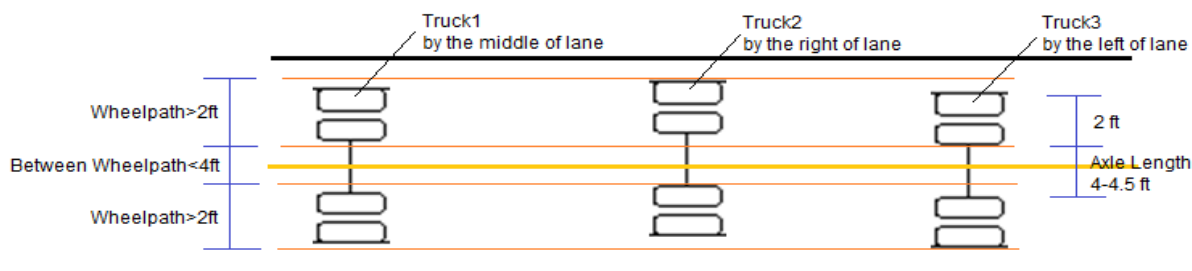 Truck1
by the middle of lane
Truck2
by the right of lane
Truck3
by the left of lane
Wheelpath>2ft
Between Wheelpath<4ft
Wheelpath>2ft
2 ft
Axle Length
4-4.5 ft